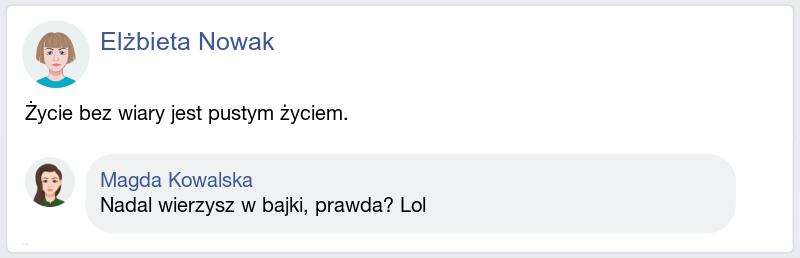 Elżbieta Nowak
Życie bez wiary jest pustym życiem.
Magda Kowalska
Nadal wierzysz w bajki, prawda? Lol